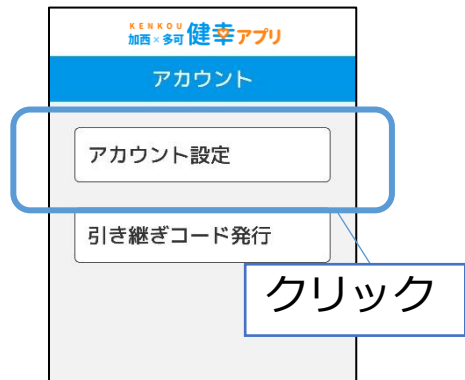 KENKOU
加西×多可 健幸アプリ
アカウント
アカウント設定
引き継ぎコード発行
クリック